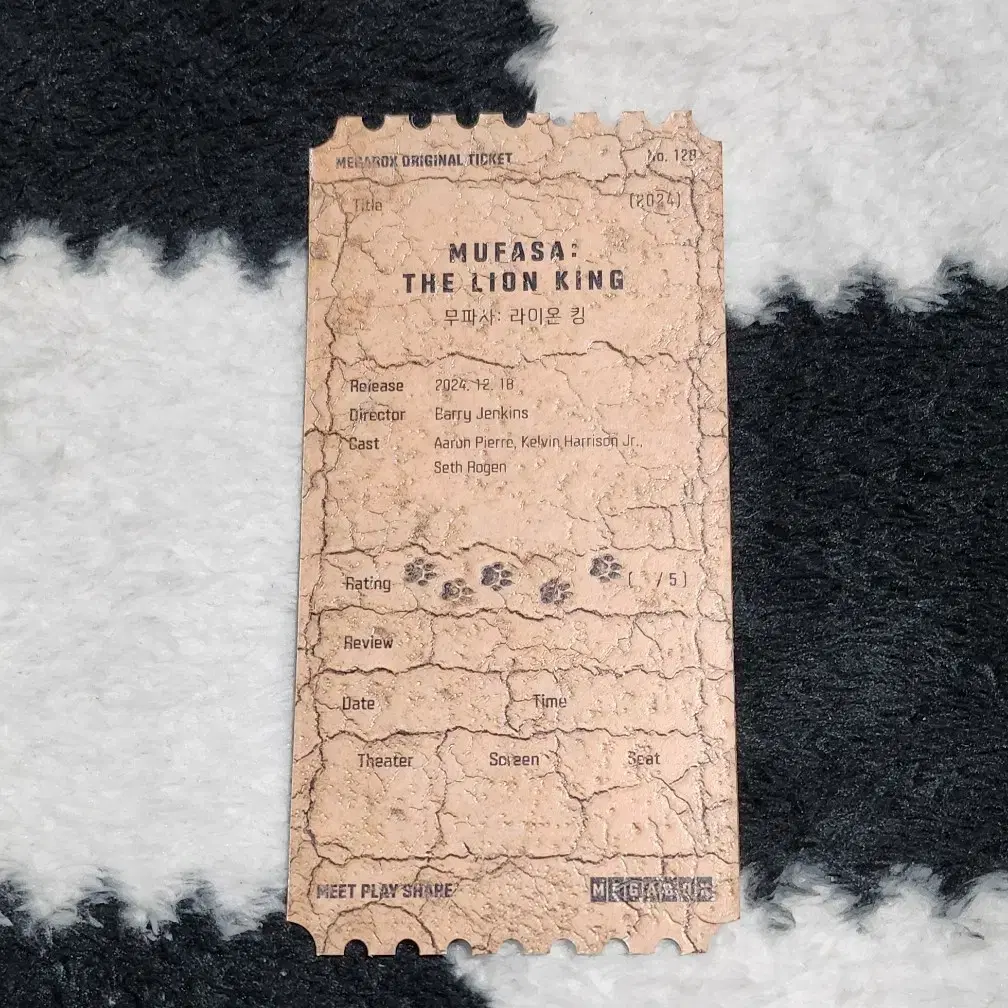 MEGABOX ORIGINAL TICKET No. 128
Title (2024)
MUFASA:
THE LION KING
무파사: 라이온 킹
Release 2024. 12. 18
Director Barry Jenkins
Cast Aaron Pierre, Kelvin Harrison Jr.,
Seth Rogen
Rating ( / 5)
Review
Date Time
Theater Screen Seat
MEET PLAY SHARE MEGABOX